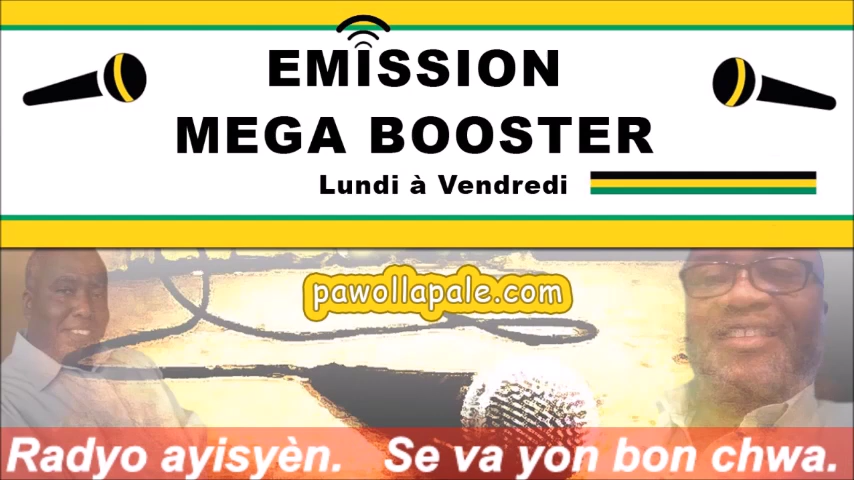 EMISSION
MEGA BOOSTER
Lundi à Vendredi
pawollapale.com
Radyo ayisyèn. Se va yon bon chwa.